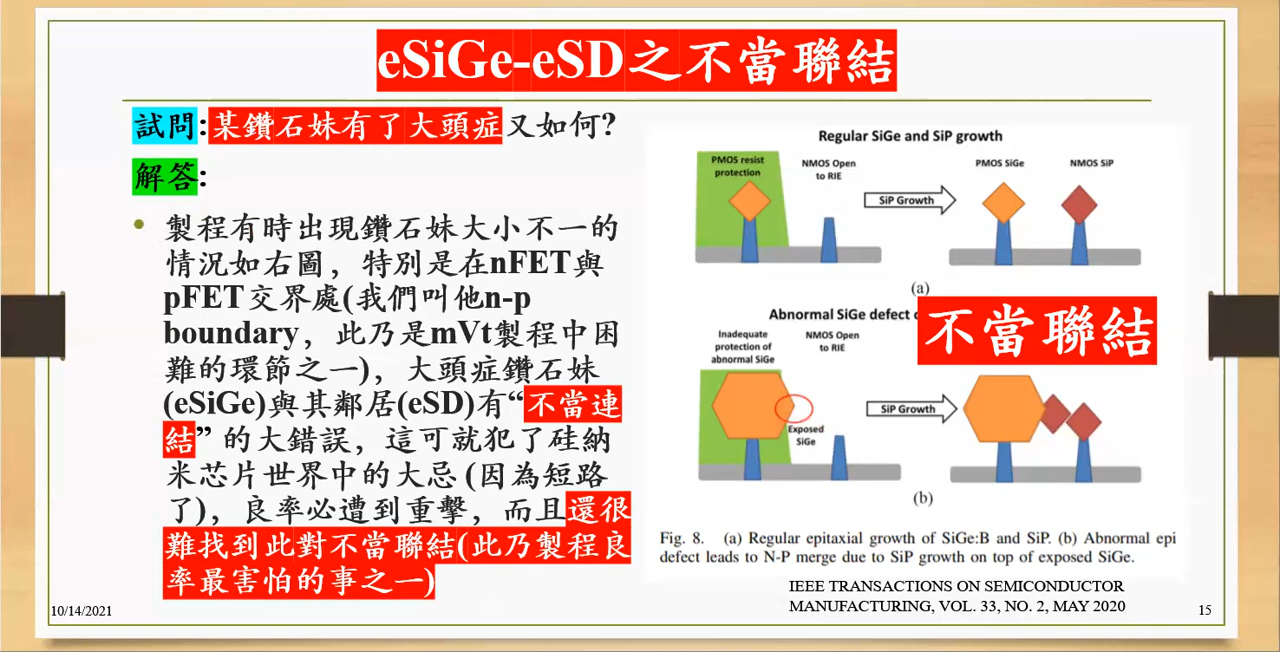 eSiGe-eSD之不當聯結
試問:某鑽石妹有了大頭症又如何?
解答:
• 製程有時出現鑽石妹大小不一的
情況如右圖，特別是在nFET與
pFET交界處(我們叫他n-p
boundary，此乃是mVt製程中困
難的環節之一)，大頭症鑽石妹
(eSiGe)與其鄰居(eSD)有“不當連
結” 的大錯誤，這可就犯了硅納
米芯片世界中的大忌 (因為短路
了)，良率必遭到重擊，而且還很
難找到此對不當聯結(此乃製程良
率最害怕的事之一)
Regular SiGe and SiP growth
PMOS resist
protection
NMOS Open
to RIE
SiP Growth
PMOS SiGe
NMOS SiP
(a)
Abnormal SiGe defect
不當聯結
Inadequate
protection of
abnormal SiGe
NMOS Open
to RIE
Exposed
SiGe
SiP Growth
(b)
Fig. 8. (a) Regular epitaxial growth of SiGe:B and SiP. (b) Abnormal epi
defect leads to N-P merge due to SiP growth on top of exposed SiGe.
IEEE TRANSACTIONS ON SEMICONDUCTOR
MANUFACTURING, VOL. 33, NO. 2, MAY 2020
10/14/2021
15